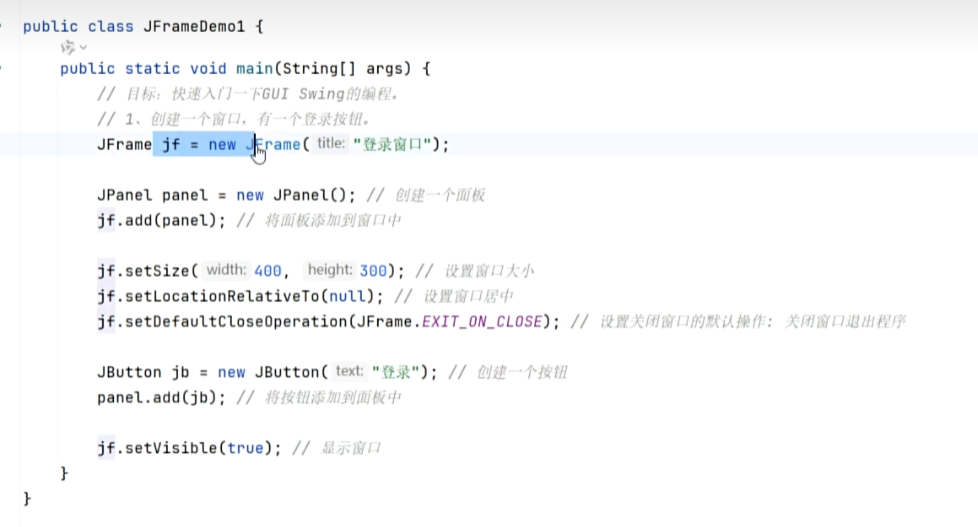 public class JFrameDemo1 {
public static void main(String[] args) {
// 目标：快速入门一下GUI Swing的编程。
// 1、创建一个窗口，有一个登录按钮。
JFrame jf = new JFrame( title: "登录窗口");
JPanel panel = new JPanel(); // 创建一个面板
jf.add(panel); // 将面板添加到窗口中
jf.setSize( width: 400, height: 300); // 设置窗口大小
jf.setLocationRelativeTo(null); // 设置窗口居中
jf.setDefaultCloseOperation(JFrame.EXIT_ON_CLOSE); // 设置关闭窗口的默认操作: 关闭窗口退出程序
JButton jb = new JButton( text: "登录"); // 创建一个按钮
panel.add(jb); // 将按钮添加到面板中
jf.setVisible(true); // 显示窗口
}
}